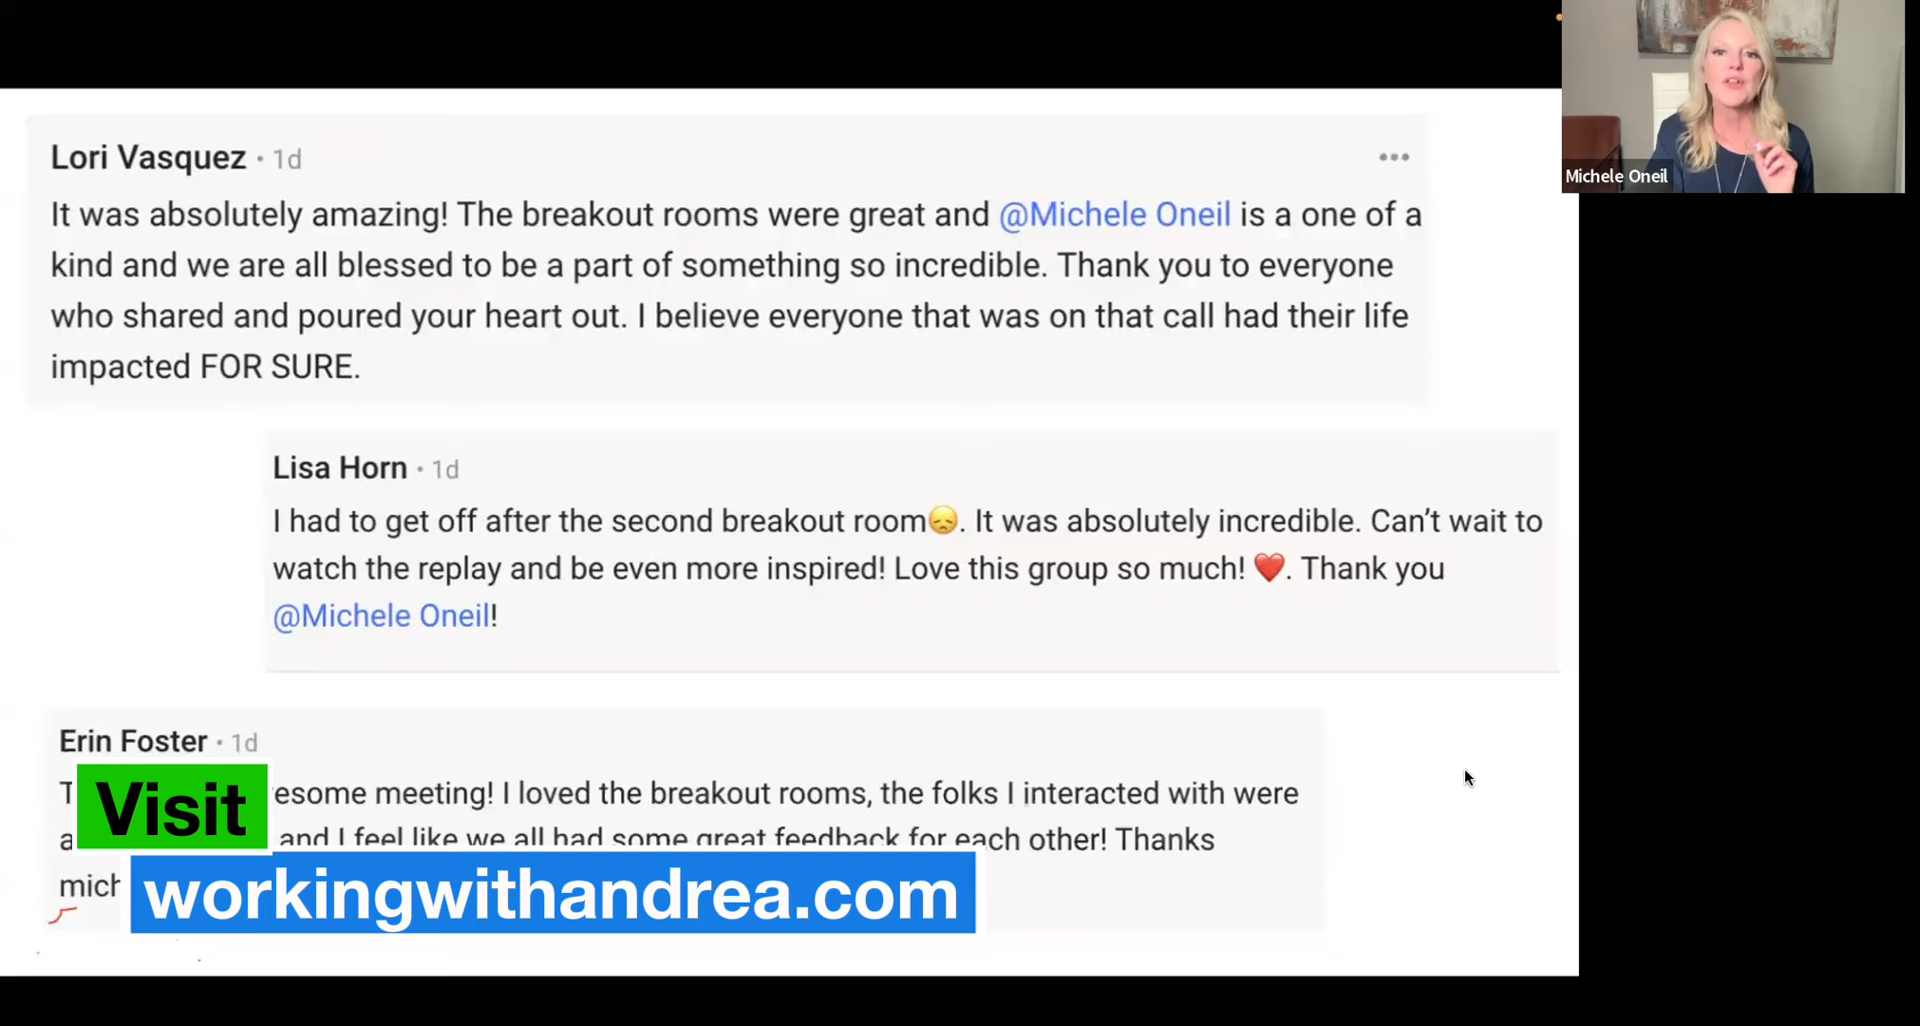 Lori Vasquez • 1d
It was absolutely amazing! The breakout rooms were great and @Michele Oneil is a one of a
kind and we are all blessed to be a part of something so incredible. Thank you to everyone
who shared and poured your heart out. I believe everyone that was on that call had their life
impacted FOR SURE.
Michele Oneil
Lisa Horn • 1d
I had to get off after the second breakout room😞. It was absolutely incredible. Can't wait to
watch the replay and be even more inspired! Love this group so much! ❤️. Thank you
@Michele Oneil!
Erin Foster • 1d
meeting! I loved the breakout rooms, the folks I interacted with were
and I feel like we all had some great feedback for each other! Thanks
Visit
workingwithandrea.com